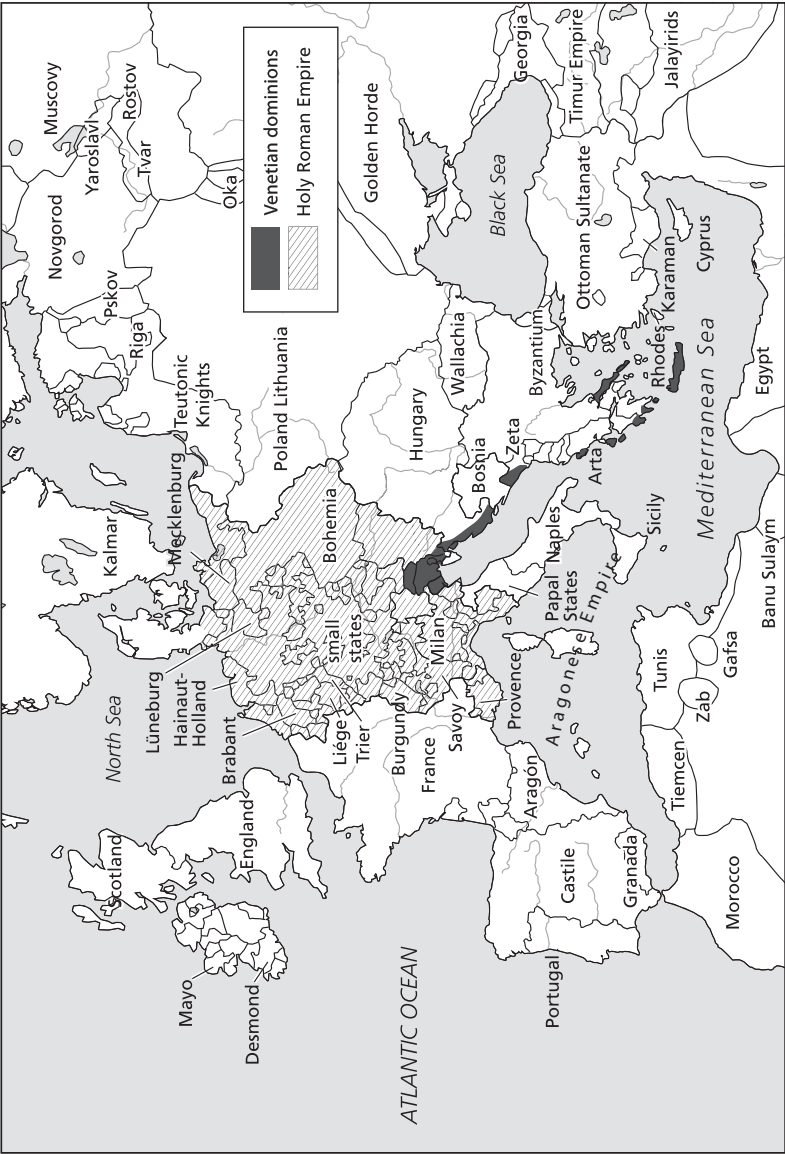 Venetian dominions
Holy Roman Empire
ATLANTIC OCEAN
North Sea
Black Sea
Mediterranean Sea
Mayo
Desmond
Scotland
England
Portugal
Castile
Granada
Aragón
Morocco
Tiemcen
Tunis
Zab
Gafsa
Banu Sulaym
Egypt
France
Burgundy
Savoy
Provence
Milan
Liége
Trier
Brabant
Hainaut-
Holland
Lüneburg
Mecklenburg
small
states
Bohemia
Kalmar
Teutonic
Knights
Riga
Pskov
Novgorod
Muscovy
Yaroslavl
Rostov
Tvar
Oka
Golden Horde
Poland Lithuania
Hungary
Wallachia
Bosnia
Zeta
Byzantium
Arta
Naples
Papal
States
Sicily
Aragonese Empire
Rhodes
Karaman
Cyprus
Ottoman Sultanate
Georgia
Timur Empire
Jalayirids